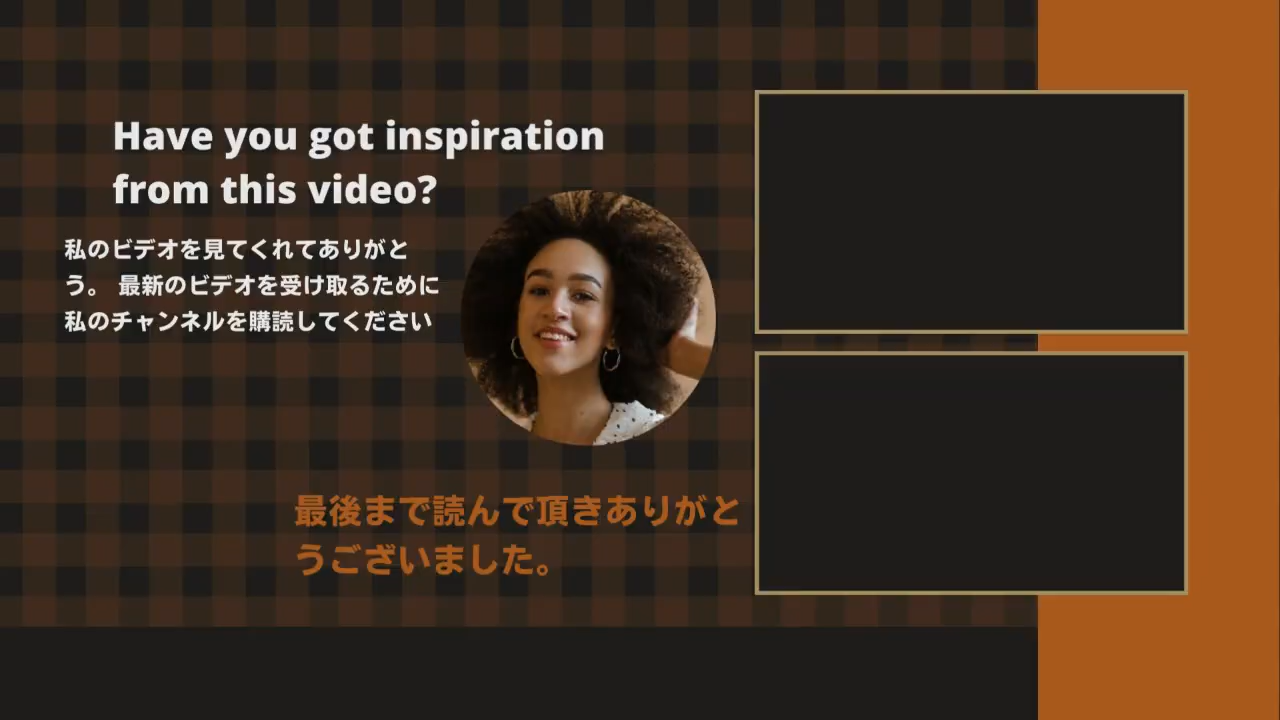 Have you got inspiration
from this video?
私のビデオを見てくれてありがと
う。 最新のビデオを受け取るために
私のチャンネルを購読してください
最後まで読んで頂きありがと
うございました。